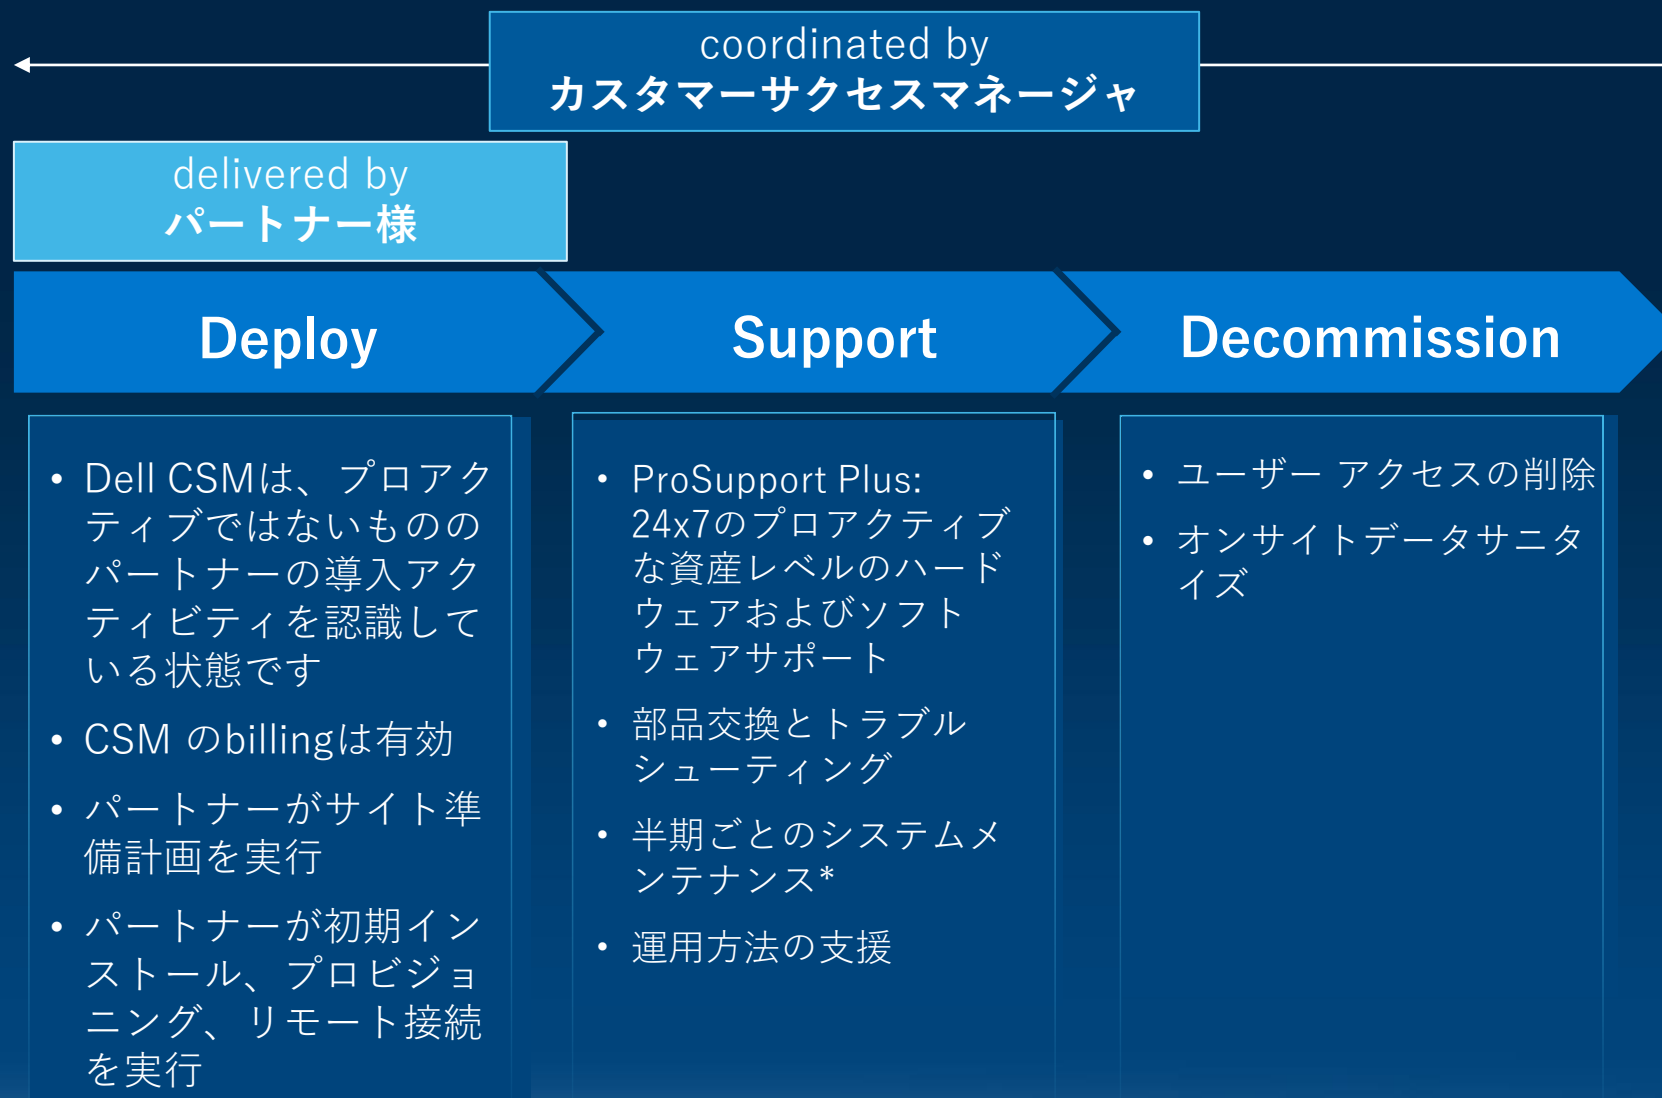 coordinated by
カスタマーサクセスマネージャ
delivered by
パートナー様
Deploy
Support
Decommission
• Dell CSMは、プロアク
ティブではないものの
パートナーの導入アク
ティビティを認識して
いる状態です
• CSM のbillingは有効
• パートナーがサイト準
備計画を実行
• パートナーが初期イン
ストール、プロビジョ
ニング、リモート接続
を実行
• ProSupport Plus:
24x7のプロアクティブ
な資産レベルのハード
ウェアおよびソフト
ウェアサポート
• 部品交換とトラブル
シューティング
• 半期ごとのシステムメ
ンテナンス*
• 運用方法の支援
• ユーザー アクセスの削除
• オンサイトデータサニタ
イズ